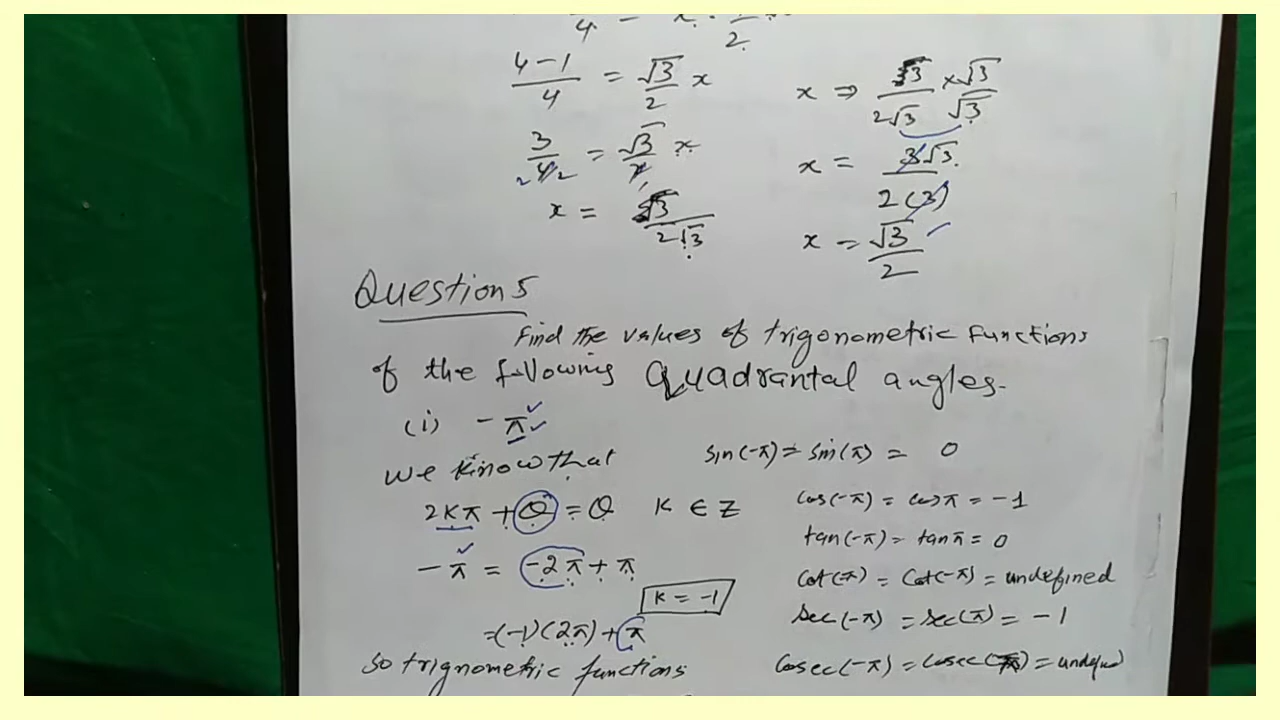 4-1/4 = √3/2 x
3/4 = √3/2 x
x = 3/2√3
x ⇒ 3/2√3 × √3/√3
x = 3√3/2(3)
x = √3/2
Question 5
Find the values of trigonometric functions
of the following Quadrantal angles.
(i) -π
we know that
2Kπ + θ = θ K ∈ Z
-π = -2π + π
K = -1
=(-1)(2π)+π
so trignometric functions
sin(-π) = sin(π) = 0
cos(-π) = cosπ = -1
tan(-π) = tanπ = 0
cot(-π) = cot(-π) = undefined
sec(-π) = sec(π) = -1
cosec(-π) = cosec(π) = undefined